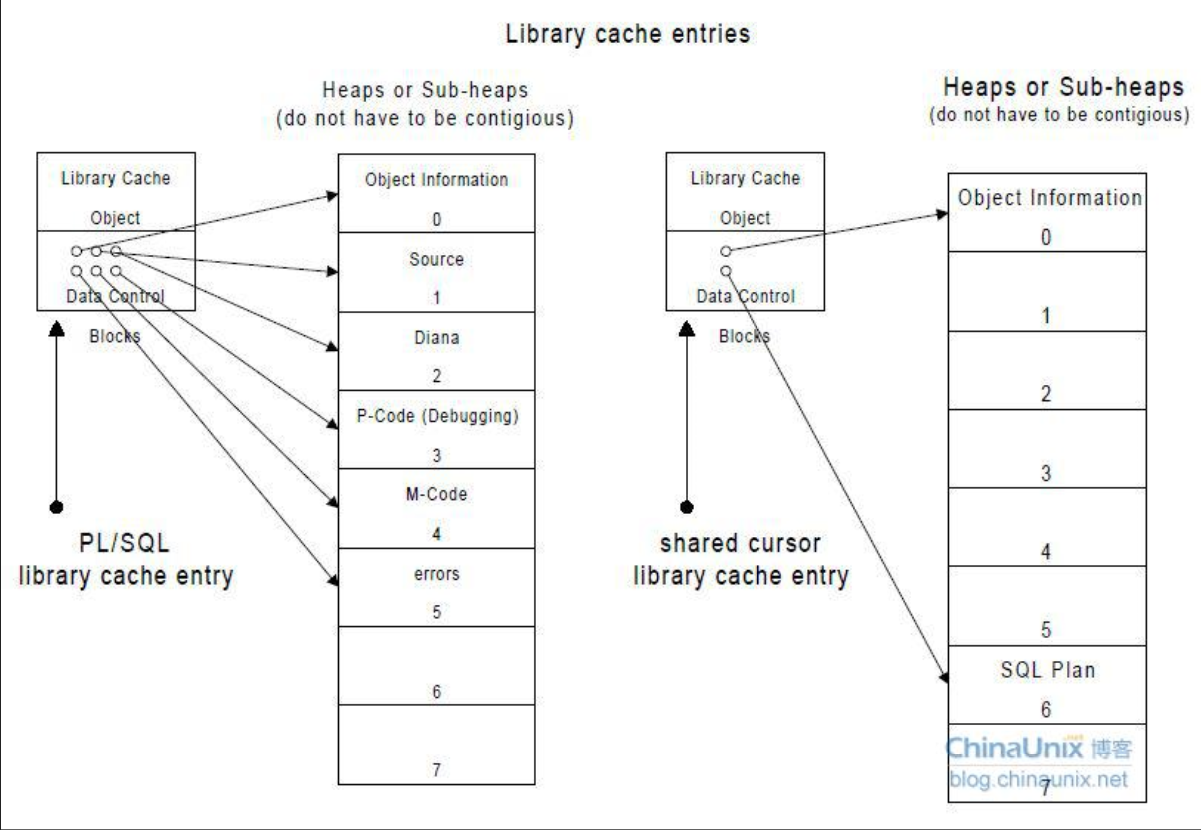 Library cache entries
Heaps or Sub-heaps
(do not have to be contigious)
Library Cache
Object
Data Control
Blocks
PL/SQL
library cache entry
Object Information
0
Source
1
Diana
2
P-Code (Debugging)
3
M-Code
4
errors
5
6
7
Heaps or Sub-heaps
(do not have to be contigious)
Library Cache
Object
Data Control
Blocks
shared cursor
library cache entry
Object Information
0
1
2
3
4
5
SQL Plan
6
7
ChinaUnix 博客
blog.chinaunix.net